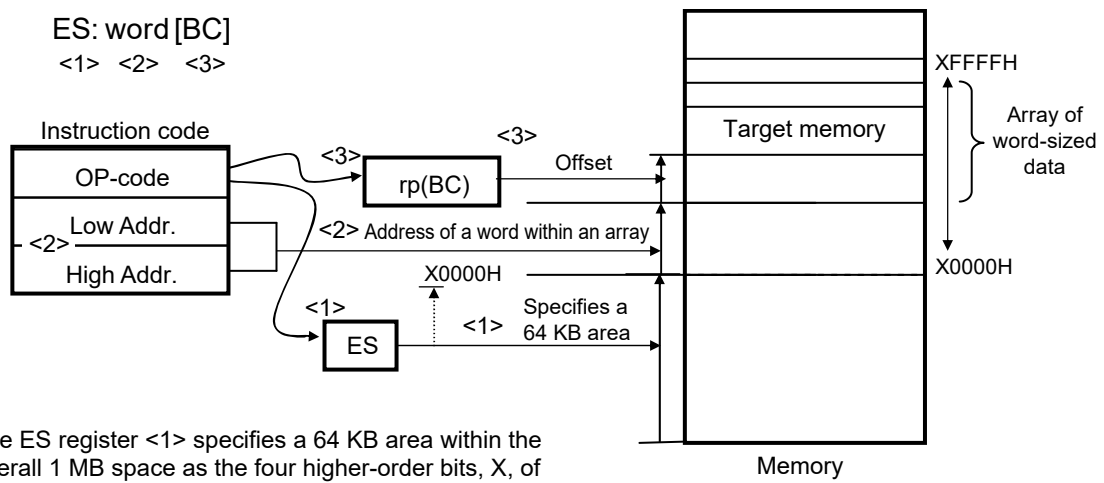 ES: word [BC]
<1> <2> <3>
Instruction code
OP-code
Low Addr.
<2>
High Addr.
<3>
rp(BC)
<3>
Offset
<2> Address of a word within an array
X0000H
<1>
ES
<1>
Specifies a
64 KB area
Target memory
XFFFFH
Array of
word-sized
data
X0000H
Memory
ES register <1> specifies a 64 KB area within the
1 MB space as the four higher-order bits, X, of